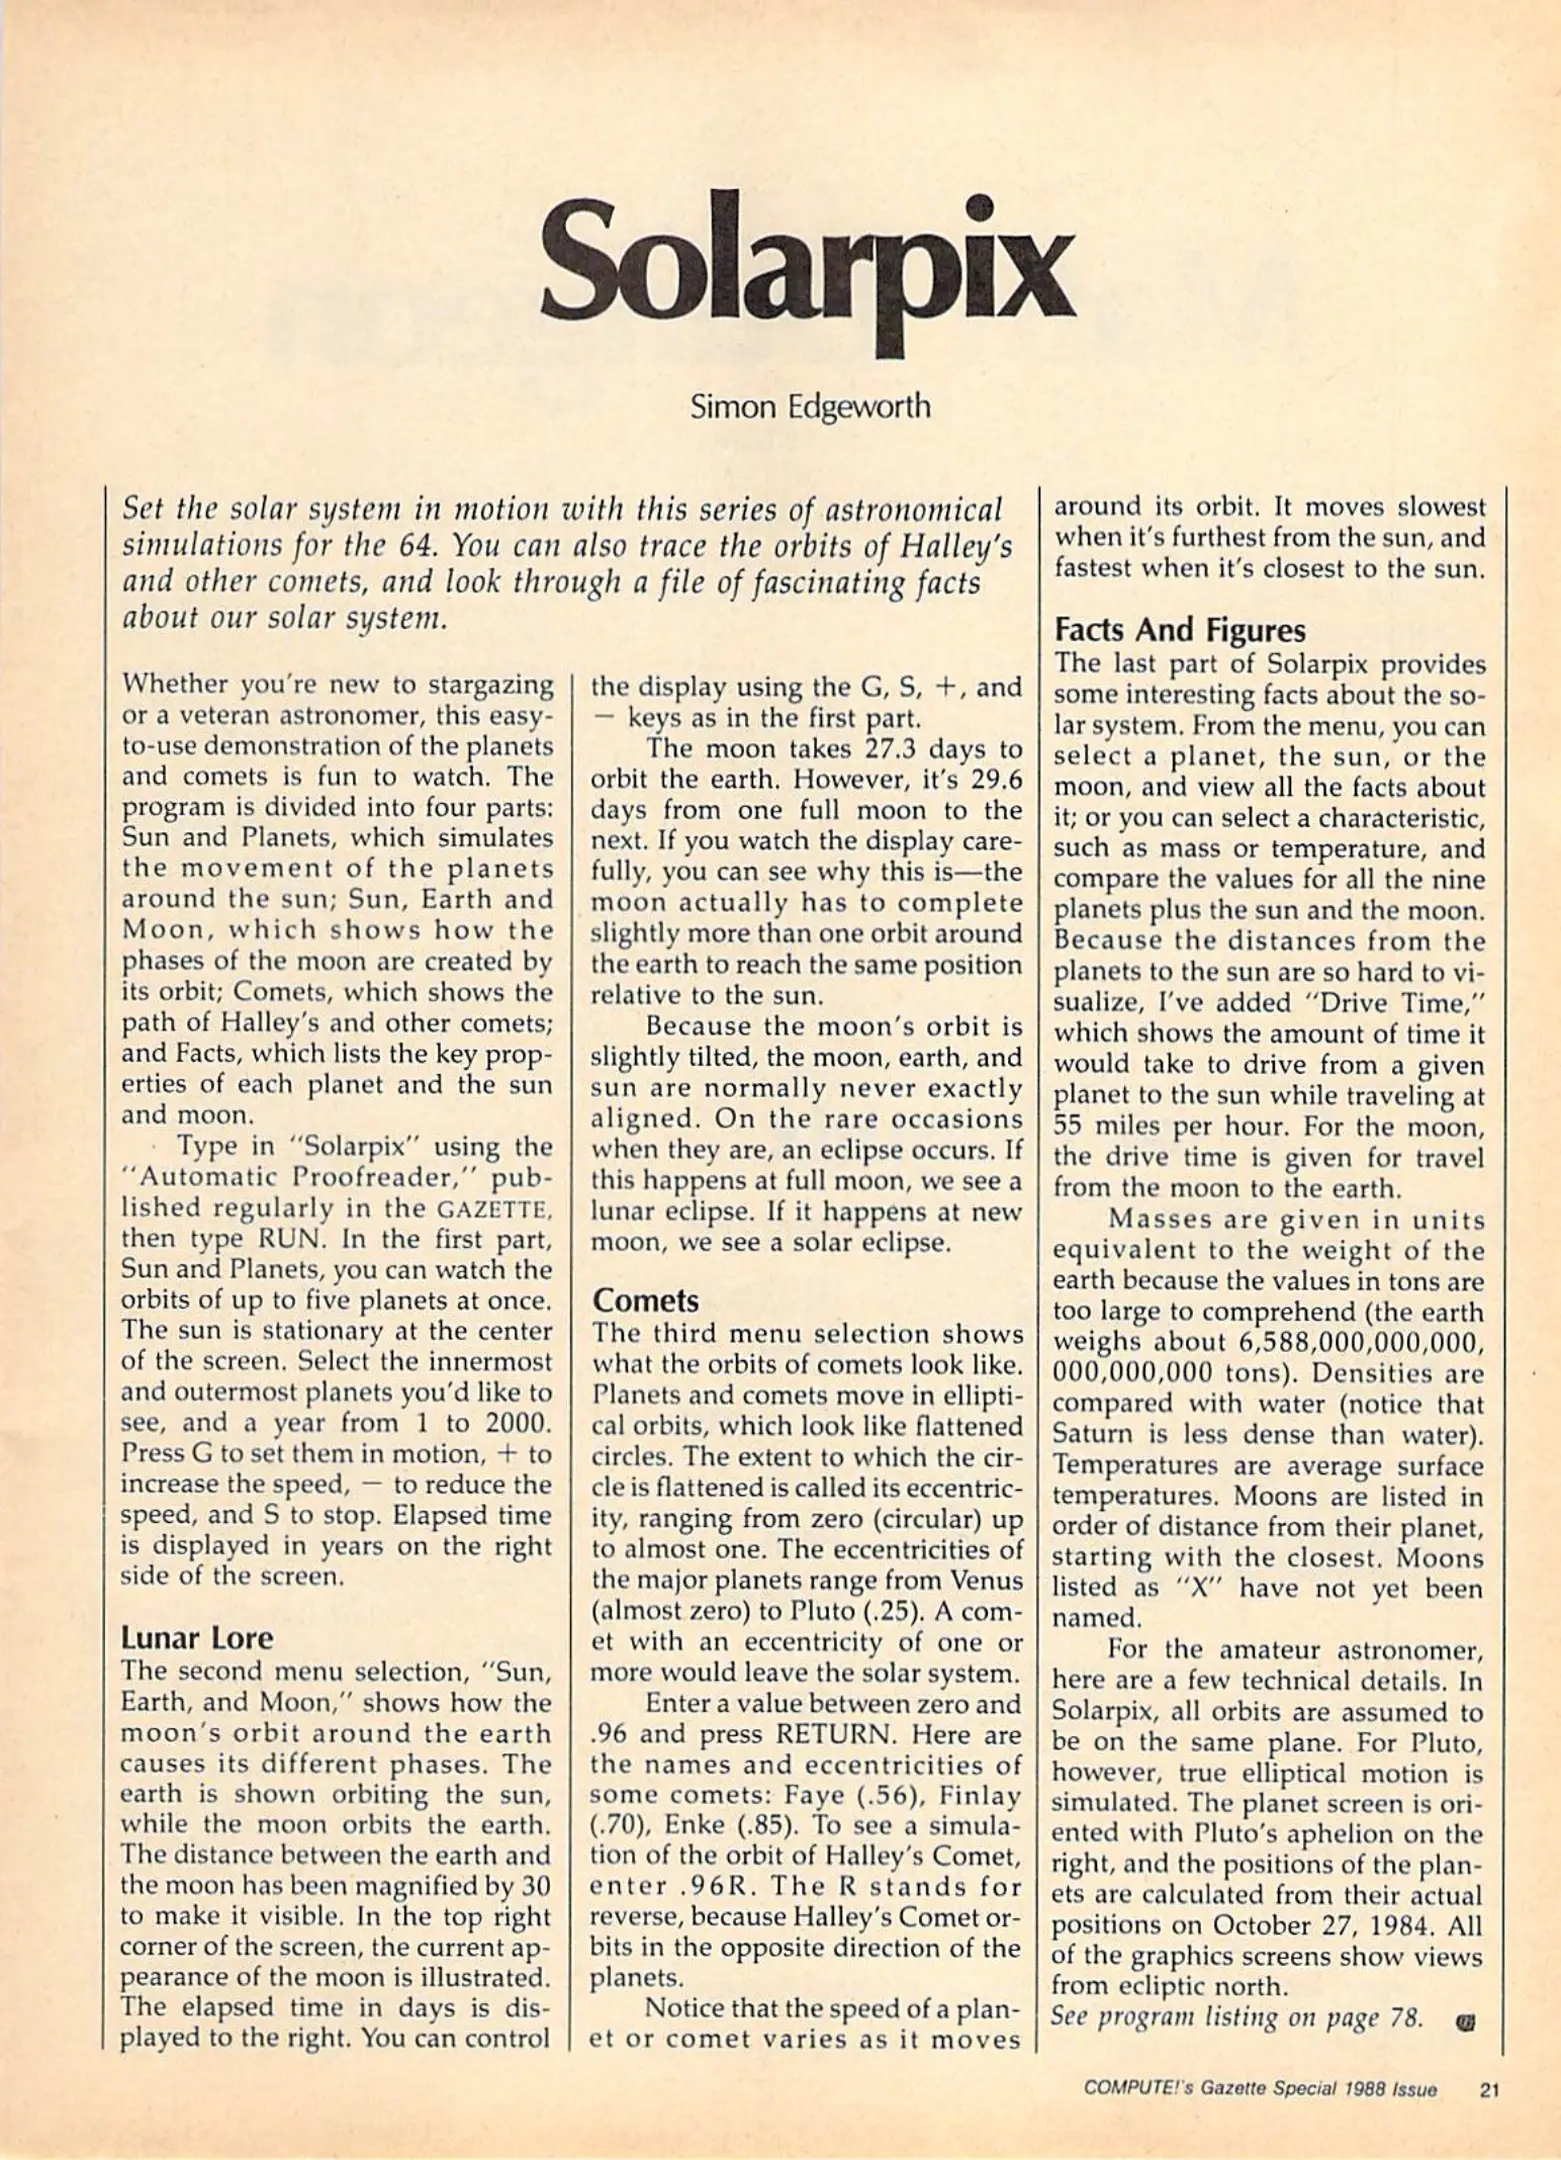 Solarpix
Simon Edgeworth
Set the solar system in motion with this series of astronomical
simulations for the 64. You can also trace the orbits of Halley's
and other comets, and look through a file of fascinating facts
about our solar system.
Whether you're new to stargazing
or a veteran astronomer, this easy-
to-use demonstration of the planets
and comets is fun to watch. The
program is divided into four parts:
Sun and Planets, which simulates
the movement of the planets
around the sun; Sun, Earth and
Moon, which shows how the
phases of the moon are created by
its orbit; Comets, which shows the
path of Halley's and other comets;
and Facts, which lists the key prop-
erties of each planet and the sun
and moon.
Type in "Solarpix" using the
"Automatic Proofreader," pub-
lished regularly in the GAZETTE,
then type RUN. In the first part,
Sun and Planets, you can watch the
orbits of up to five planets at once.
The sun is stationary at the center
of the screen. Select the innermost
and outermost planets you'd like to
see, and a year from 1 to 2000.
Press G to set them in motion, + to
increase the speed, − to reduce the
speed, and S to stop. Elapsed time
is displayed in years on the right
side of the screen.
Lunar Lore
The second menu selection, "Sun,
Earth, and Moon," shows how the
moon's orbit around the earth
causes its different phases. The
earth is shown orbiting the sun,
while the moon orbits the earth.
The distance between the earth and
the moon has been magnified by 30
to make it visible. In the top right
corner of the screen, the current ap-
pearance of the moon is illustrated.
The elapsed time in days is dis-
played to the right. You can control
the display using the G, S, +, and
− keys as in the first part.
The moon takes 27.3 days to
orbit the earth. However, it's 29.6
days from one full moon to the
next. If you watch the display care-
fully, you can see why this is—the
moon actually has to complete
slightly more than one orbit around
the earth to reach the same position
relative to the sun.
Because the moon's orbit is
slightly tilted, the moon, earth, and
sun are normally never exactly
aligned. On the rare occasions
when they are, an eclipse occurs. If
this happens at full moon, we see a
lunar eclipse. If it happens at new
moon, we see a solar eclipse.
Comets
The third menu selection shows
what the orbits of comets look like.
Planets and comets move in ellipti-
cal orbits, which look like flattened
circles. The extent to which the cir-
cle is flattened is called its eccentric-
ity, ranging from zero (circular) up
to almost one. The eccentricities of
the major planets range from Venus
(almost zero) to Pluto (.25). A com-
et with an eccentricity of one or
more would leave the solar system.
Enter a value between zero and
.96 and press RETURN. Here are
the names and eccentricities of
some comets: Faye (.56), Finlay
(.70), Enke (.85). To see a simula-
tion of the orbit of Halley's Comet,
enter .96R. The R stands for
reverse, because Halley's Comet or-
bits in the opposite direction of the
planets.
Notice that the speed of a plan-
et or comet varies as it moves
around its orbit. It moves slowest
when it's furthest from the sun, and
fastest when it's closest to the sun.
Facts And Figures
The last part of Solarpix provides
some interesting facts about the so-
lar system. From the menu, you can
select a planet, the sun, or the
moon, and view all the facts about
it; or you can select a characteristic,
such as mass or temperature, and
compare the values for all the nine
planets plus the sun and the moon.
Because the distances from the
planets to the sun are so hard to vi-
sualize, I've added "Drive Time,"
which shows the amount of time it
would take to drive from a given
planet to the sun while traveling at
55 miles per hour. For the moon,
the drive time is given for travel
from the moon to the earth.
Masses are given in units
equivalent to the weight of the
earth because the values in tons are
too large to comprehend (the earth
weighs about 6,588,000,000,000,
000,000,000 tons). Densities are
compared with water (notice that
Saturn is less dense than water).
Temperatures are average surface
temperatures. Moons are listed in
order of distance from their planet,
starting with the closest. Moons
listed as "X" have not yet been
named.
For the amateur astronomer,
here are a few technical details. In
Solarpix, all orbits are assumed to
be on the same plane. For Pluto,
however, true elliptical motion is
simulated. The planet screen is ori-
ented with Pluto's aphelion on the
right, and the positions of the plan-
ets are calculated from their actual
positions on October 27, 1984. All
of the graphics screens show views
from ecliptic north.
See program listing on page 78.
COMPUTE!'s Gazette Special 1988 Issue 21